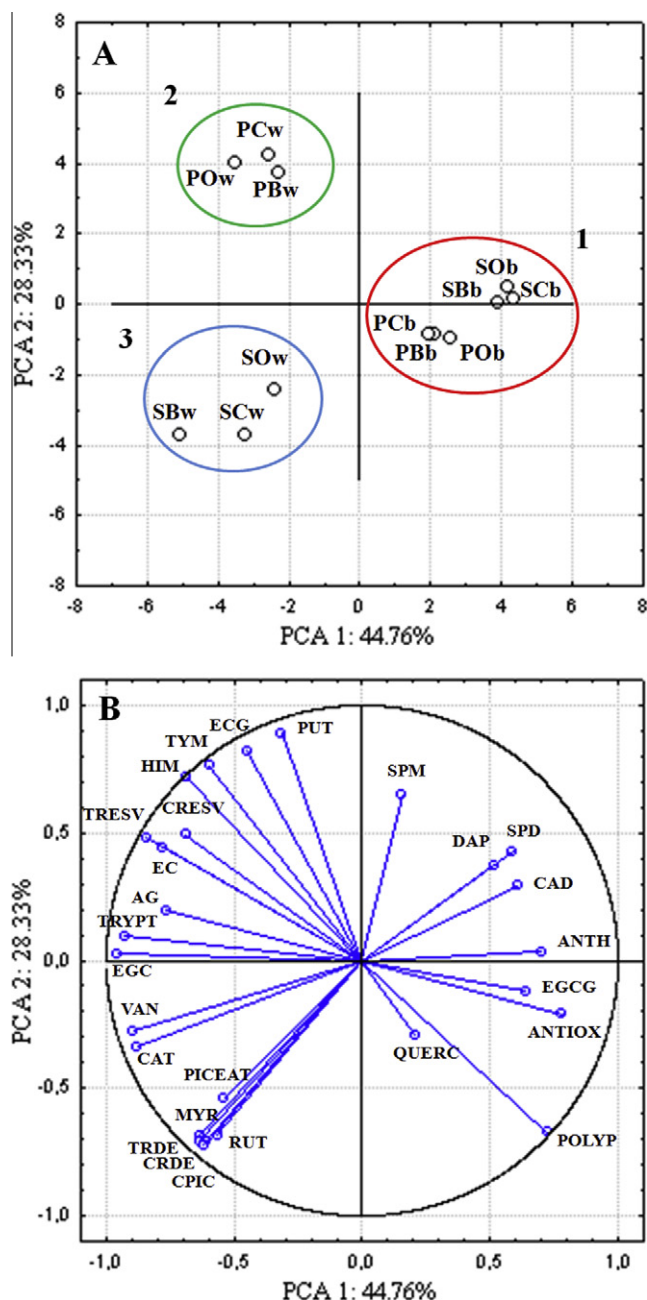 A
8
6
4
2
0
-2
-4
-6
-8
PCA 2: 28.33%
2
PCw
POw
PBw
1
SOb
SBb
SCb
PCb
PBb
POb
3
SOw
SBw
SCw
-8 -6 -4 -2 0 2 4 6 8
PCA 1: 44.76%
B
1,0
0,5
0,0
-0,5
-1,0
PCA 2: 28.33%
ECG
PUT
TYM
HIM
SPM
TRESV
CRESV
DAP
SPD
EC
CAD
AG
TRYPT
ANTH
EGC
EGCG
VAN
ANTIOX
CAT
QUERC
PICEAT
MYR
TRDE
RUT
POLYP
CRDE
CPIC
-1,0 -0,5 0,0 0,5 1,0
PCA 1: 44.76%